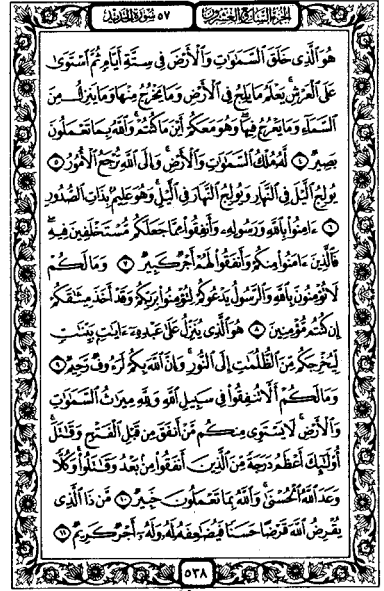 الجزء السابع والعشرون ٥٧ سورة الحديد
هُوَ الَّذِى خَلَقَ السَّمَٰوَٰتِ وَالْأَرْضَ فِى سِتَّةِ أَيَّامٍ ثُمَّ اسْتَوَىٰ
عَلَى الْعَرْشِ يَعْلَمُ مَا يَلِجُ فِى الْأَرْضِ وَمَا يَخْرُجُ مِنْهَا وَمَا يَنزِلُ مِنَ
السَّمَآءِ وَمَا يَعْرُجُ فِيهَا وَهُوَ مَعَكُمْ أَيْنَ مَا كُنتُمْ وَاللَّهُ بِمَا تَعْمَلُونَ
بَصِيرٌ ٤ لَّهُ مُلْكُ السَّمَٰوَٰتِ وَالْأَرْضِ وَإِلَى اللَّهِ تُرْجَعُ الْأُمُورُ ٥
يُولِجُ الَّيْلَ فِى النَّهَارِ وَيُولِجُ النَّهَارَ فِى الَّيْلِ وَهُوَ عَلِيمٌ بِذَاتِ الصُّدُورِ
٦ ءَامِنُوا بِاللَّهِ وَرَسُولِهِ وَأَنفِقُوا مِمَّا جَعَلَكُم مُّسْتَخْلَفِينَ فِيهِ
فَالَّذِينَ ءَامَنُوا مِنكُمْ وَأَنفَقُوا لَهُمْ أَجْرٌ كَبِيرٌ ٧ وَمَا لَكُمْ
لَا تُؤْمِنُونَ بِاللَّهِ وَالرَّسُولُ يَدْعُوكُمْ لِتُؤْمِنُوا بِرَبِّكُمْ وَقَدْ أَخَذَ مِيثَٰقَكُمْ
إِن كُنتُم مُّؤْمِنِينَ ٨ هُوَ الَّذِى يُنَزِّلُ عَلَىٰ عَبْدِهِ ءَايَٰتٍ بَيِّنَٰتٍ
لِّيُخْرِجَكُم مِّنَ الظُّلُمَٰتِ إِلَى النُّورِ وَإِنَّ اللَّهَ بِكُمْ لَرَءُوفٌ رَّحِيمٌ ٩
وَمَا لَكُمْ أَلَّا تُنفِقُوا فِى سَبِيلِ اللَّهِ وَلِلَّهِ مِيرَٰثُ السَّمَٰوَٰتِ
وَالْأَرْضِ لَا يَسْتَوِى مِنكُم مَّنْ أَنفَقَ مِن قَبْلِ الْفَتْحِ وَقَٰتَلَ
أُولَٰٓئِكَ أَعْظَمُ دَرَجَةً مِّنَ الَّذِينَ أَنفَقُوا مِن بَعْدُ وَقَٰتَلُوا وَكُلًّا
وَعَدَ اللَّهُ الْحُسْنَىٰ وَاللَّهُ بِمَا تَعْمَلُونَ خَبِيرٌ ١٠ مَّن ذَا الَّذِى
يُقْرِضُ اللَّهَ قَرْضًا حَسَنًا فَيُضَٰعِفَهُ لَهُ وَلَهُ أَجْرٌ كَرِيمٌ ١١
٥٣٨